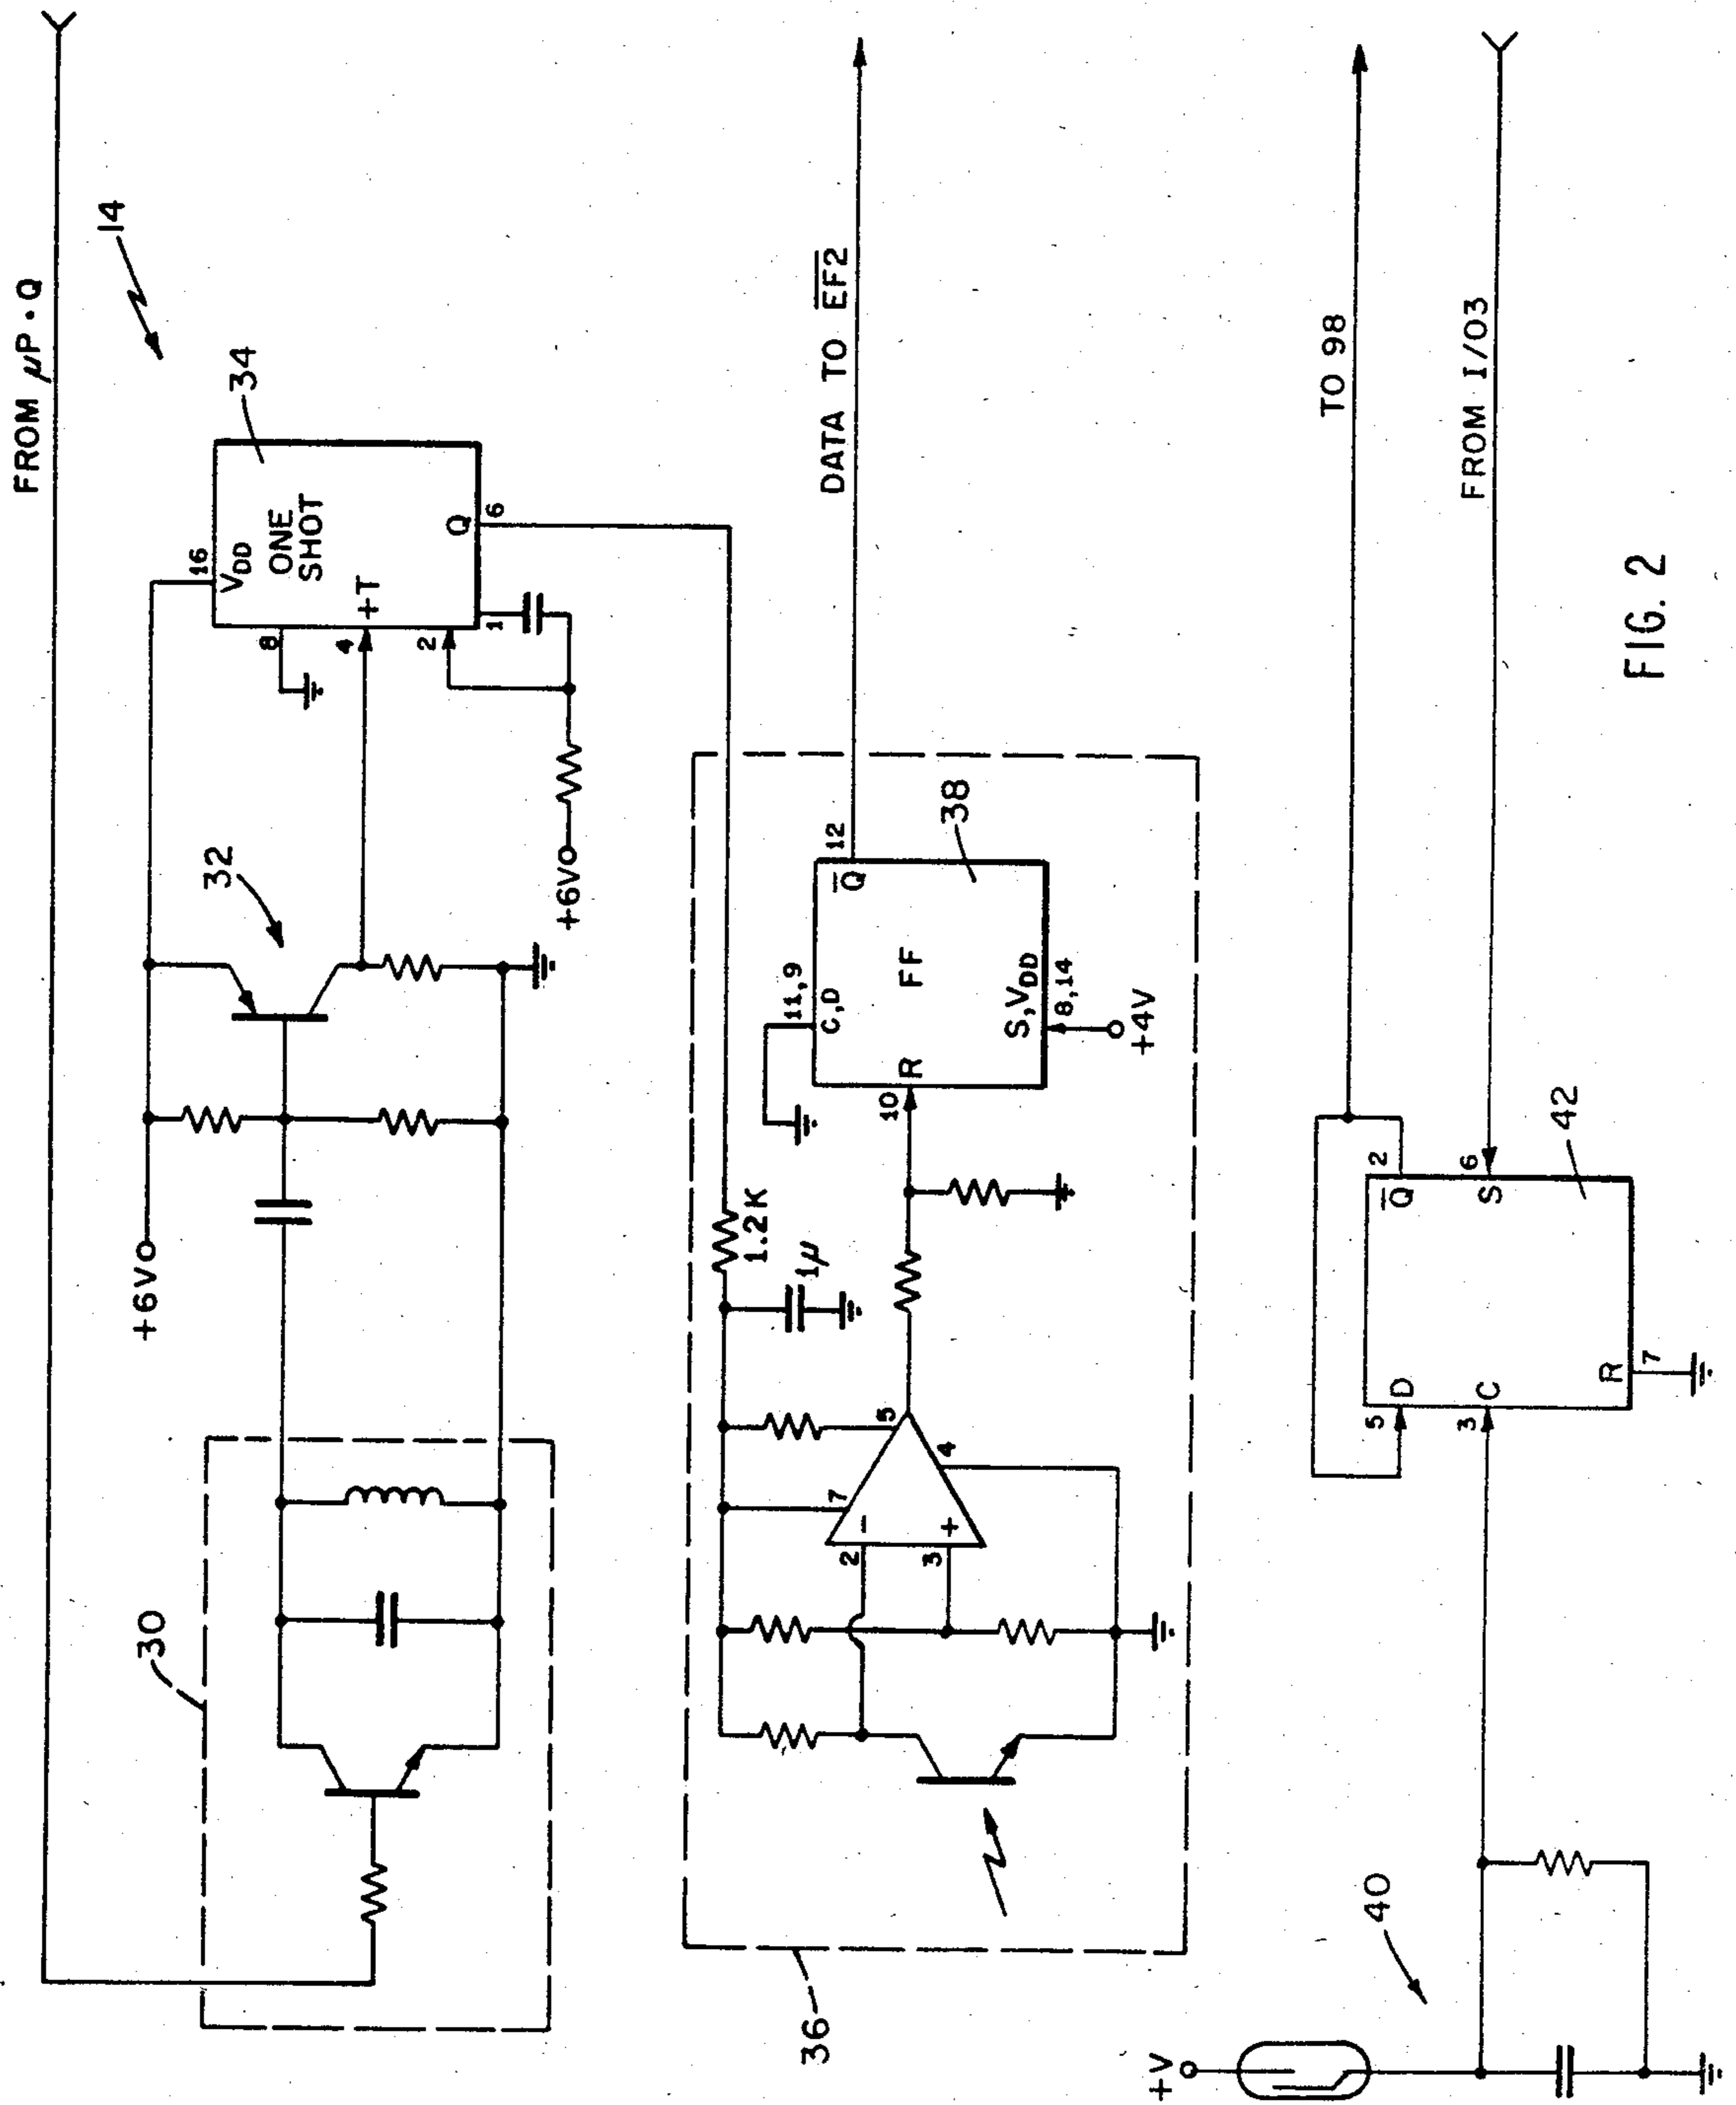 FROM μP·Q
14
34
16
VDD
ONE
SHOT
8
4
+T
2
1
Q
6
+6V
32
+6V
30
DATA TO EF2̅
1.2K
1μ
12
Q̅
38
11,9
C,D
FF
S,VDD
8,14
+4V
R
10
5
7
4
2
−
3
+
36
TO 98
FROM I/O3
2
Q̅
6
S
42
5
D
3
C
R
7
40
+V
FIG. 2